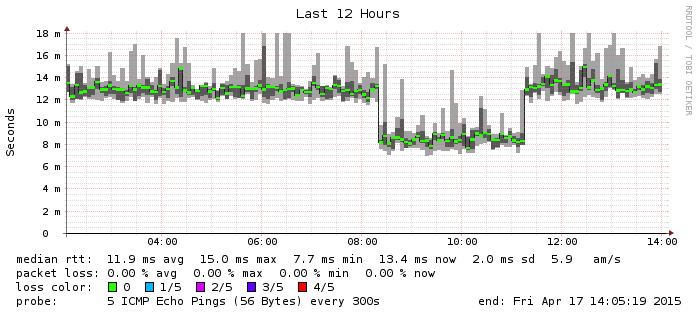 Last 12 Hours
RRDTOOL / TOBI OETIKER
Seconds
18 m
16 m
14 m
12 m
10 m
8 m
6 m
4 m
2 m
0
04:00 06:00 08:00 10:00 12:00 14:00
median rtt: 11.9 ms avg 15.0 ms max 7.7 ms min 13.4 ms now 2.0 ms sd 5.9 am/s
packet loss: 0.00 % avg 0.00 % max 0.00 % min 0.00 % now
loss color: 0 1/5 2/5 3/5 4/5
probe: 5 ICMP Echo Pings (56 Bytes) every 300s end: Fri Apr 17 14:05:19 2015